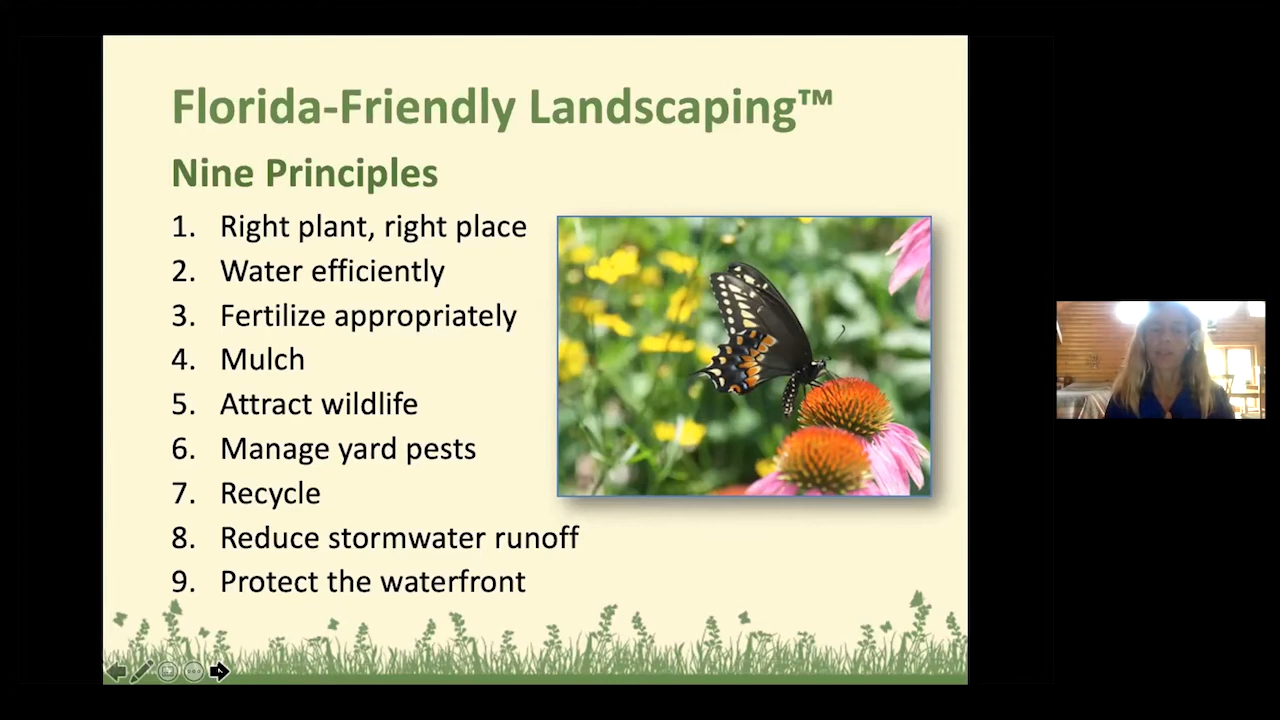 Florida-Friendly Landscaping™
Nine Principles
1. Right plant, right place
2. Water efficiently
3. Fertilize appropriately
4. Mulch
5. Attract wildlife
6. Manage yard pests
7. Recycle
8. Reduce stormwater runoff
9. Protect the waterfront